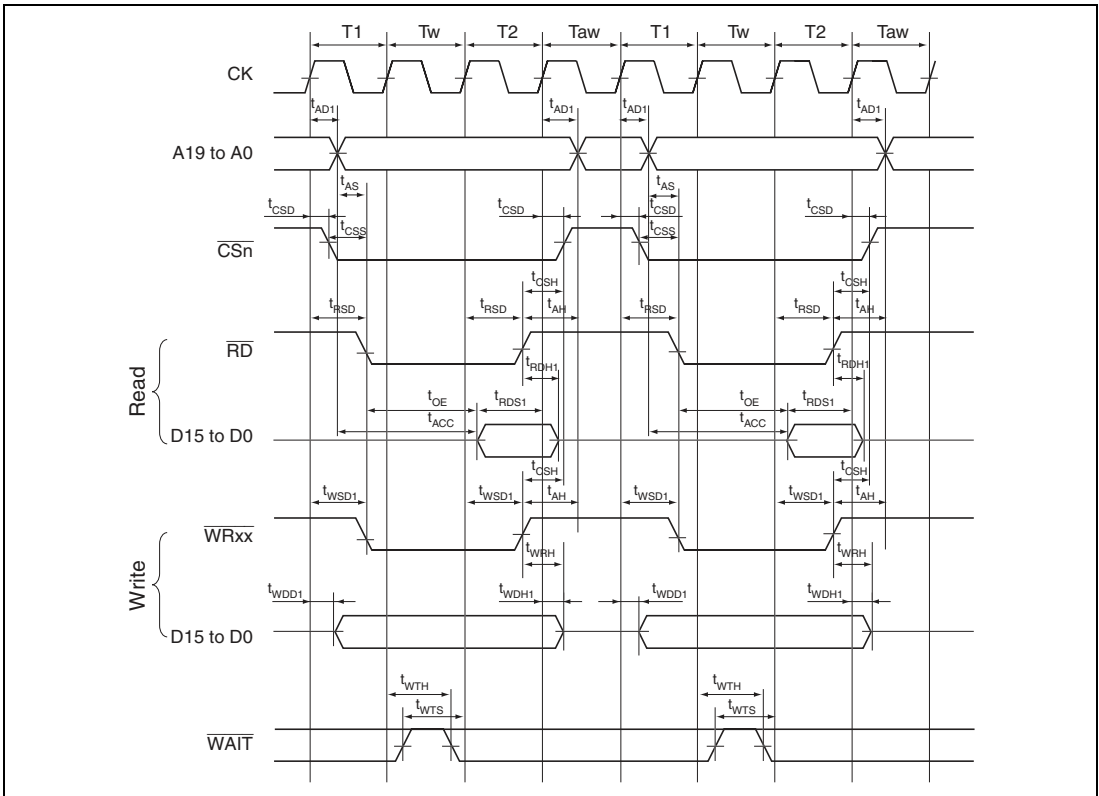 T1 Tw T2 Taw T1 Tw T2 Taw
CK
tAD1 tAD1 tAD1 tAD1
A19 to A0
tAS tAS
tCSD tCSD tCSD tCSD
tCSS tCSS
CSn
tCSH tCSH
tRSD tRSD tAH tRSD tRSD tAH
RD
tRDH1 tRDH1
Read
tOE tRDS1 tOE tRDS1
tACC tACC
D15 to D0
tCSH tCSH
tWSD1 tWSD1 tAH tWSD1 tWSD1 tAH
WRxx
tWRH tWRH
Write
tWDD1 tWDH1 tWDD1 tWDH1
D15 to D0
tWTH tWTH
tWTS tWTS
WAIT